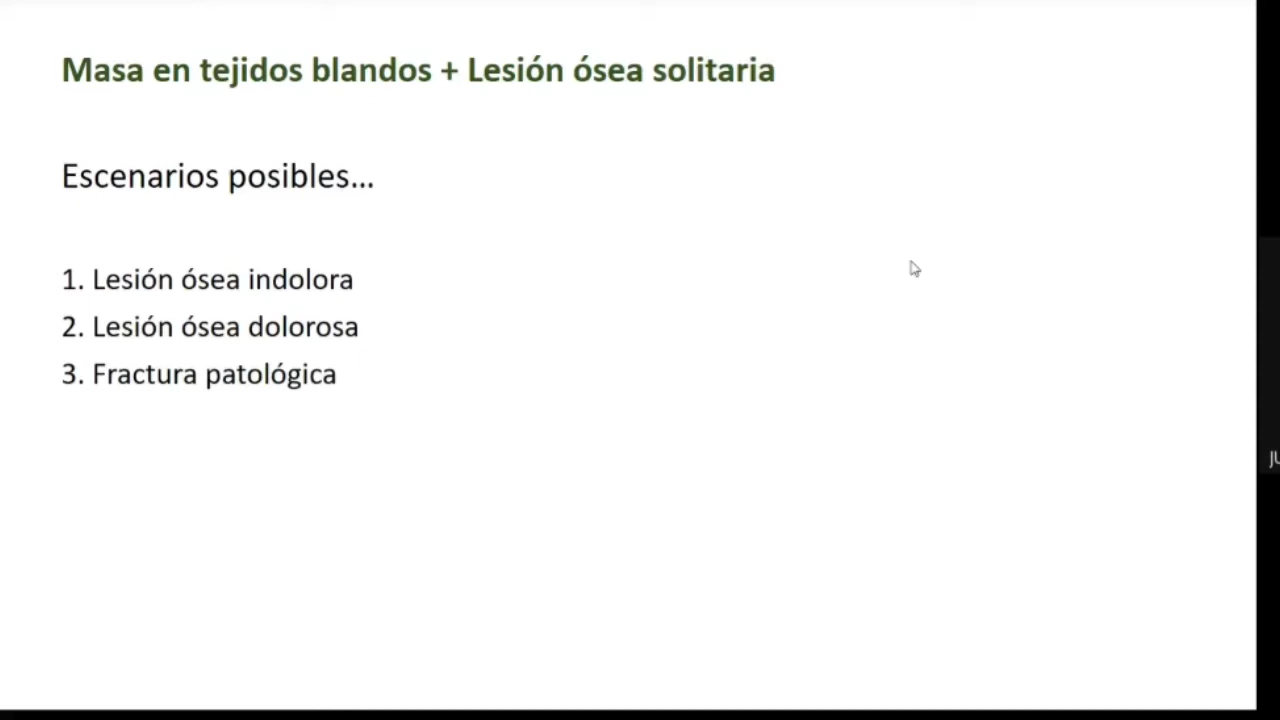 Masa en tejidos blandos + Lesión ósea solitaria
Escenarios posibles...
1. Lesión ósea indolora
2. Lesión ósea dolorosa
3. Fractura patológica
JU